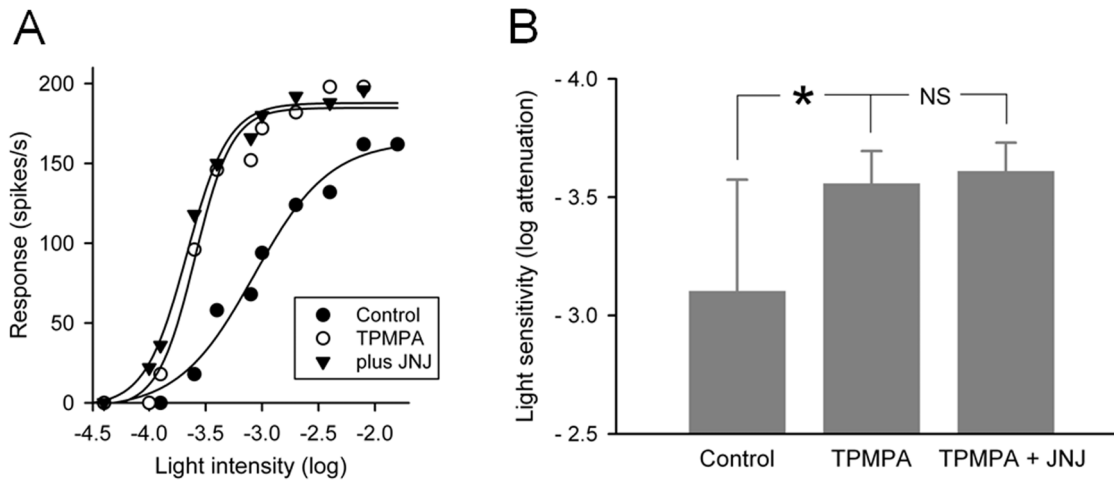 A
Response (spikes/s)
200
150
100
50
0
Control
TPMPA
plus JNJ
-4.5 -4.0 -3.5 -3.0 -2.5 -2.0
Light intensity (log)
B
Light sensitivity (log attenuation)
- 4.0
- 3.5
- 3.0
- 2.5
* NS
Control TPMPA TPMPA + JNJ